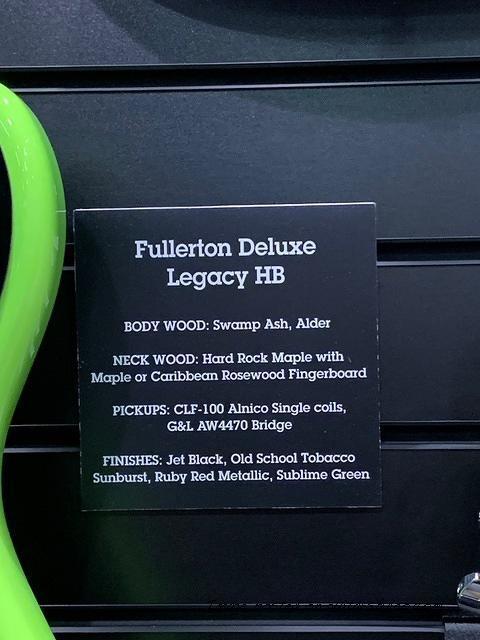 Fullerton Deluxe
Legacy HB
BODY WOOD: Swamp Ash, Alder
NECK WOOD: Hard Rock Maple with
Maple or Caribbean Rosewood Fingerboard
PICKUPS: CLF-100 Alnico Single coils,
G&L AW4470 Bridge
FINISHES: Jet Black, Old School Tobacco
Sunburst, Ruby Red Metallic, Sublime Green